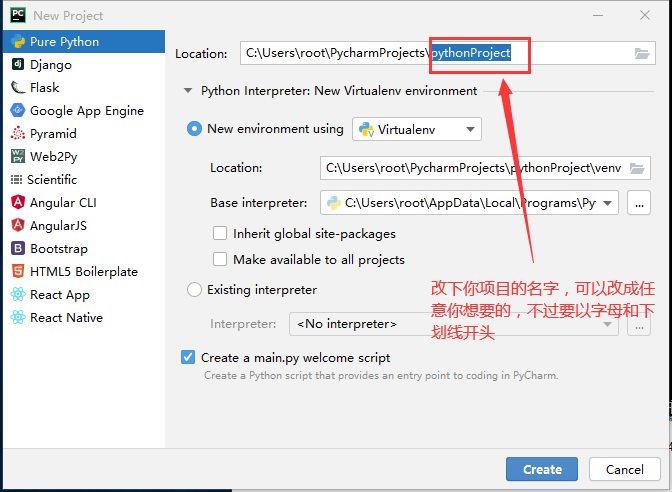 New Project
Pure Python
Django
Flask
Google App Engine
Pyramid
Web2Py
Scientific
Angular CLI
AngularJS
Bootstrap
HTML5 Boilerplate
React App
React Native
Location: C:\Users\root\PycharmProjects\pythonProject
Python Interpreter: New Virtualenv environment
New environment using Virtualenv
Location: C:\Users\root\PycharmProjects\pythonProject\venv
Base interpreter: C:\Users\root\AppData\Local\Programs\Py ...
Inherit global site-packages
Make available to all projects
Existing interpreter
Interpreter: <No interpreter> ...
改下你项目的名字，可以改成任
意你想要的，不过要以字母和下
划线开头
Create a main.py welcome script
Create a Python script that provides an entry point to coding in PyCharm.
Create Cancel